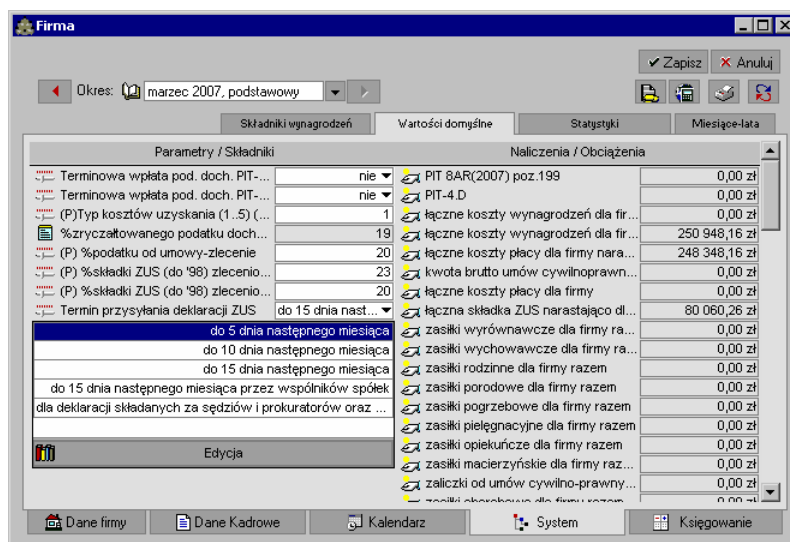 Firma
Zapisz Anuluj
Okres: marzec 2007, podstawowy
Składniki wynagrodzeń Wartości domyślne Statystyki Miesiące-lata
Parametry / Składniki Naliczenia / Obciążenia
Terminowa wpłata pod. doch. PIT-... nie PIT 8AR(2007) poz.199 0,00 zł
Terminowa wpłata pod. doch. PIT-... nie PIT-4.D 0,00 zł
(P)Typ kosztów uzyskania (1..5) (... 1 łączne koszty wynagrodzeń dla fir... 0,00 zł
%zryczałtowanego podatku doch... 19 łączne koszty wynagrodzeń dla fir... 250 948,16 zł
(P) %podatku od umowy-zlecenie 20 łączne koszty płacy dla firmy nara... 248 348,16 zł
(P) %składki ZUS (do '98) zlecenio... 23 kwota brutto umów cywilnoprawn... 0,00 zł
(P) %składki ZUS (do '98) zlecenio... 20 łączne koszty płacy dla firmy 0,00 zł
Termin przysyłania deklaracji ZUS do 15 dnia nast... łączna składka ZUS narastająco dl... 80 060,26 zł
do 5 dnia następnego miesiąca zasiłki wyrównawcze dla firmy ra... 0,00 zł
do 10 dnia następnego miesiąca zasiłki wychowawcze dla firmy ra... 0,00 zł
do 15 dnia następnego miesiąca zasiłki rodzinne dla firmy razem 0,00 zł
do 15 dnia następnego miesiąca przez wspólników spółek zasiłki porodowe dla firmy razem 0,00 zł
dla deklaracji składanych za sędziów i prokuratorów oraz ... zasiłki pogrzebowe dla firmy razem 0,00 zł
zasiłki pielęgnacyjne dla firmy razem 0,00 zł
Edycja zasiłki opiekuńcze dla firmy razem 0,00 zł
zasiłki macierzyńskie dla firmy raz... 0,00 zł
zaliczki od umów cywilno-prawny... 0,00 zł
zasiłki chorobowe dla firmy razem 0,00 zł
Dane firmy Dane Kadrowe Kalendarz System Księgowanie